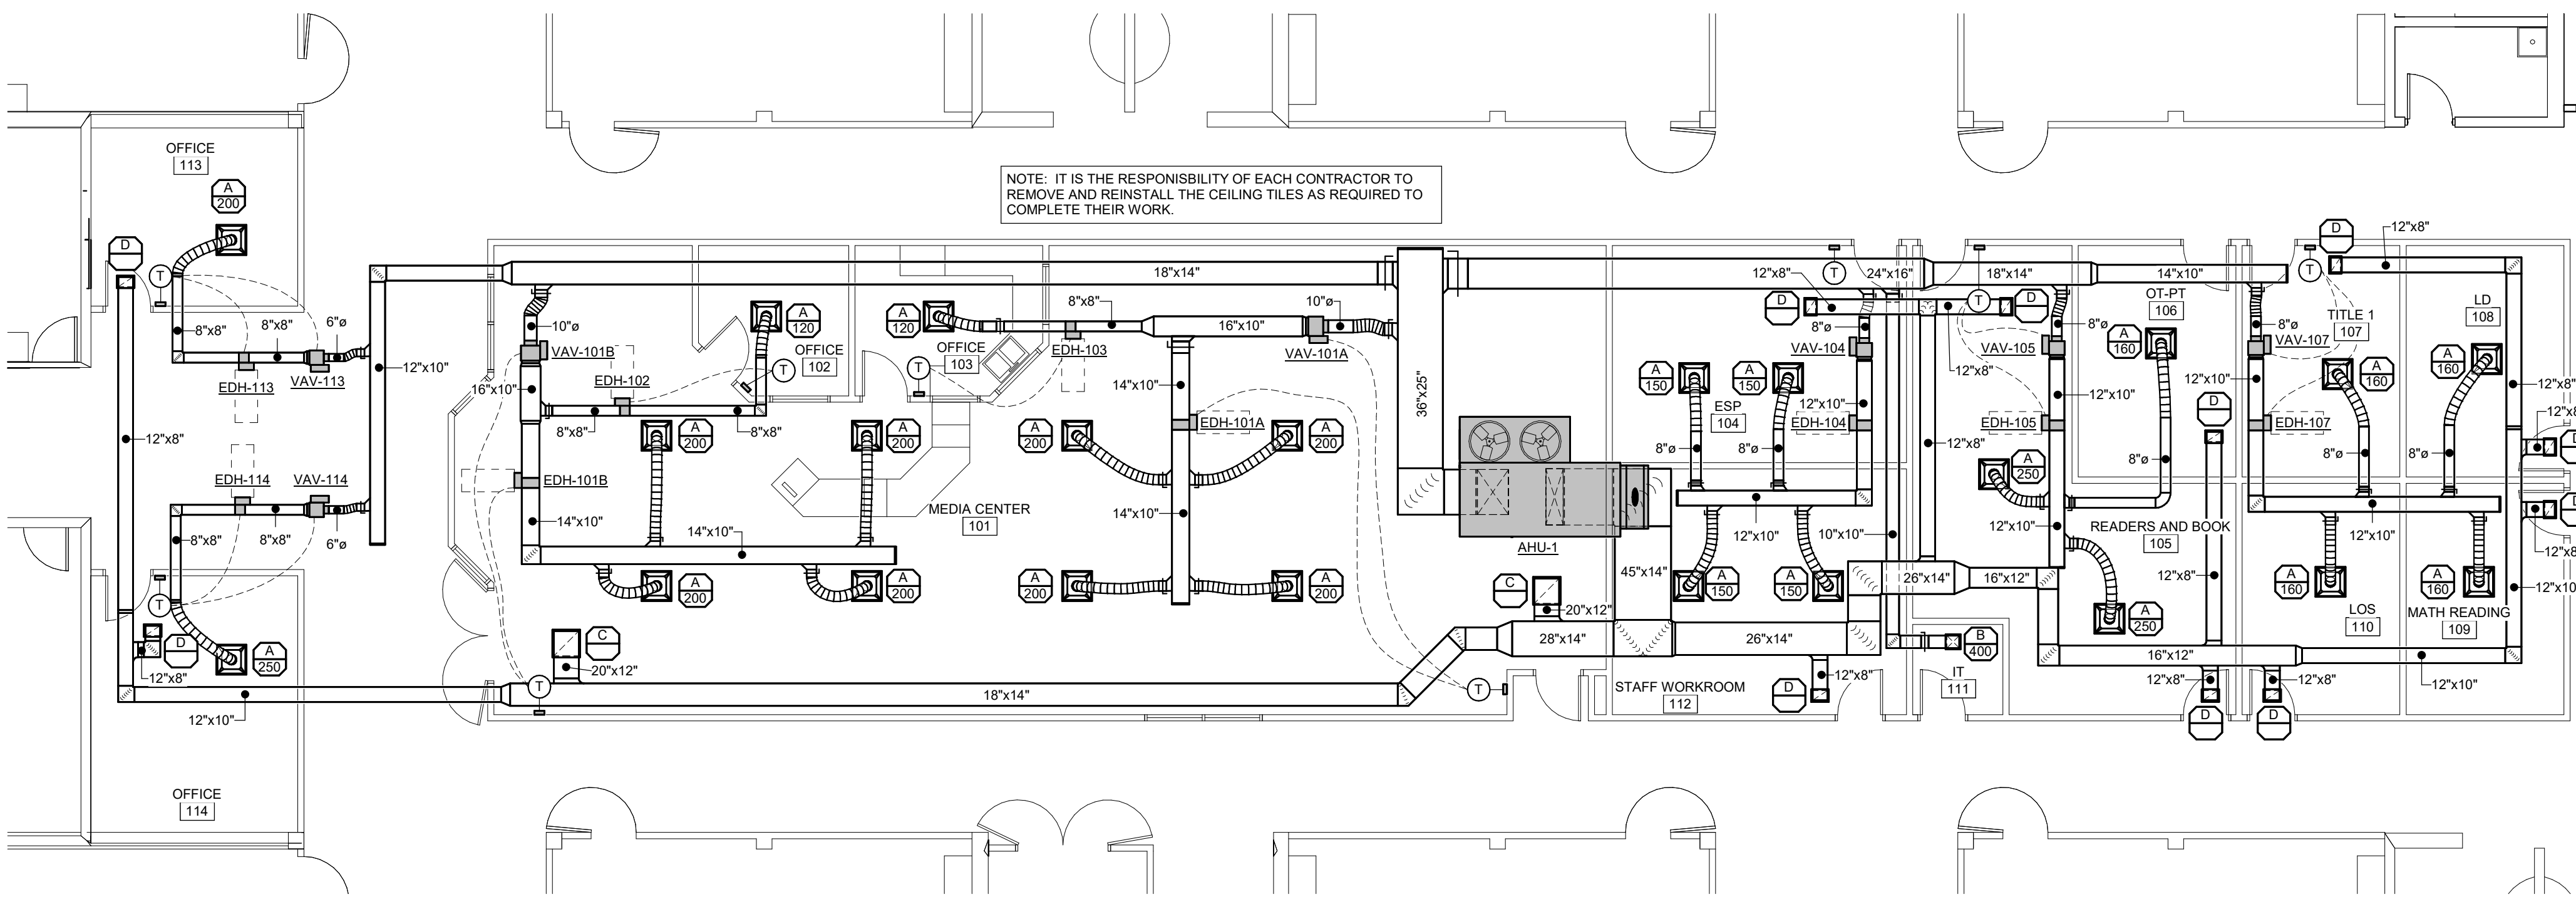 OFFICE
113
A
200
D
T
8"x8"
8"x8"
6"ø
EDH-113
VAV-113
12"x10"
12"x8"
EDH-114
VAV-114
8"x8"
8"x8"
6"ø
T
D
12"x8"
A
250
12"x10"
OFFICE
114
NOTE: IT IS THE RESPONISBILITY OF EACH CONTRACTOR TO
REMOVE AND REINSTALL THE CEILING TILES AS REQUIRED TO
COMPLETE THEIR WORK.
18"x14"
10"ø
VAV-101B
16"x10"
EDH-102
8"x8"
8"x8"
A
120
OFFICE
102
T
A
120
OFFICE
103
T
8"x8"
EDH-103
16"x10"
10"ø
VAV-101A
14"x10"
EDH-101A
14"x10"
EDH-101B
14"x10"
14"x10"
A
200
A
200
A
200
A
200
A
200
A
200
A
200
A
200
MEDIA CENTER
101
C
20"x12"
T
18"x14"
36"x25"
AHU-1
45"x14"
C
20"x12"
28"x14"
26"x14"
T
STAFF WORKROOM
112
D
12"x8"
T
12"x8"
24"x16"
D
T
D
18"x14"
14"x10"
8"ø
VAV-104
A
150
A
150
ESP
104
12"x10"
EDH-104
8"ø
8"ø
12"x10"
A
150
A
150
10"x10"
12"x8"
12"x8"
26"x14"
16"x12"
B
400
IT
111
8"ø
VAV-105
12"x10"
EDH-105
A
250
12"x10"
OT-PT
106
A
160
8"ø
READERS AND BOOK
105
A
250
D
12"x8"
16"x12"
12"x8"
12"x8"
D
D
T
D
12"x8"
8"ø
VAV-107
TITLE 1
107
12"x10"
EDH-107
A
160
8"ø
LD
108
A
160
8"ø
12"x10"
A
160
LOS
110
A
160
MATH READING
109
12"x10"